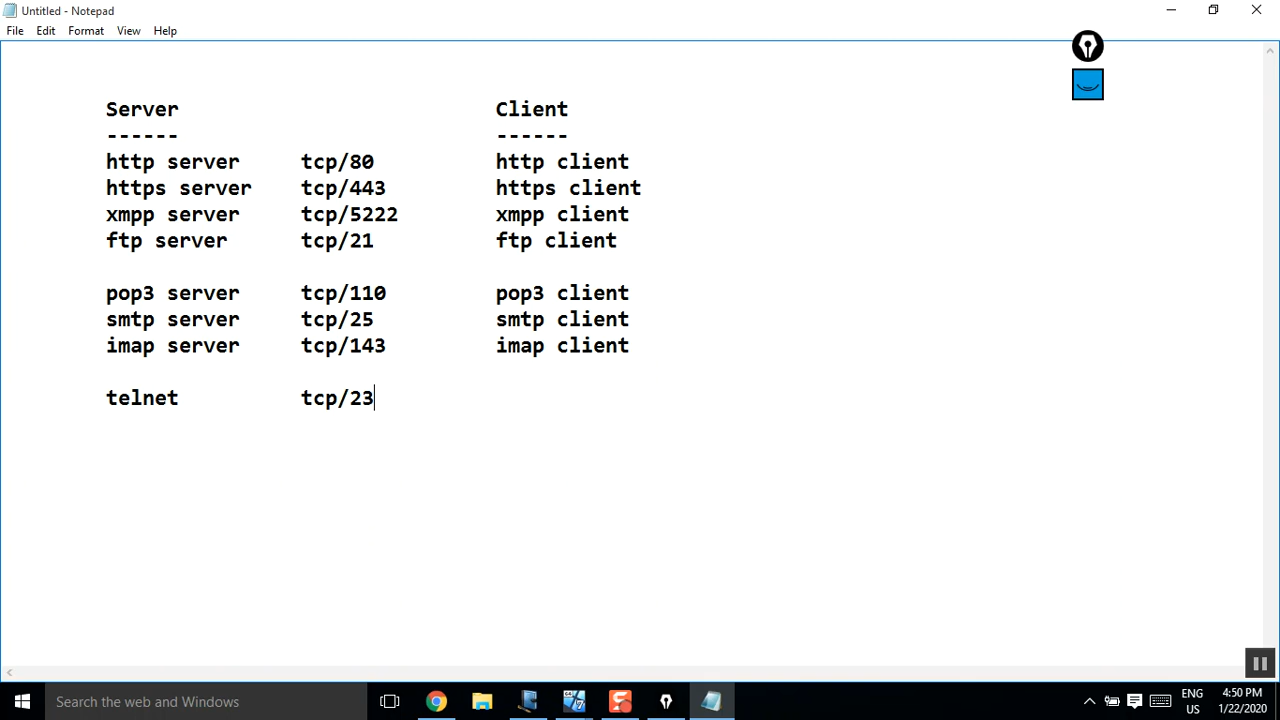 Untitled - Notepad
File Edit Format View Help
Server Client
------ ------
http server tcp/80 http client
https server tcp/443 https client
xmpp server tcp/5222 xmpp client
ftp server tcp/21 ftp client
pop3 server tcp/110 pop3 client
smtp server tcp/25 smtp client
imap server tcp/143 imap client
telnet tcp/23
Search the web and Windows
ENG 4:50 PM
US 1/22/2020